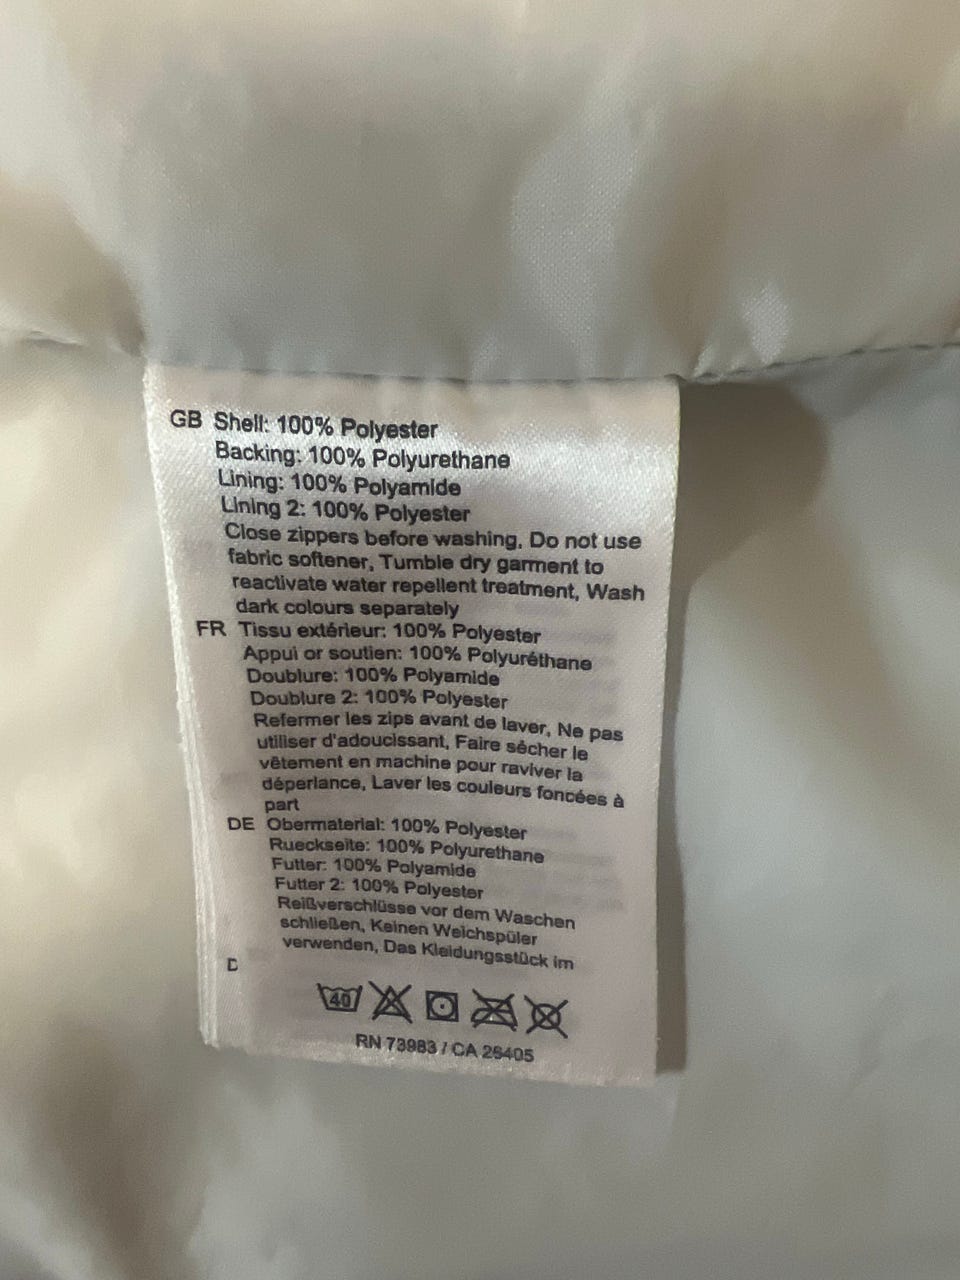 GB Shell: 100% Polyester
Backing: 100% Polyurethane
Lining: 100% Polyamide
Lining 2: 100% Polyester
Close zippers before washing, Do not use
fabric softener, Tumble dry garment to
reactivate water repellent treatment, Wash
dark colours separately
FR Tissu extérieur: 100% Polyester
Appui or soutien: 100% Polyuréthane
Doublure: 100% Polyamide
Doublure 2: 100% Polyester
Refermer les zips avant de laver, Ne pas
utiliser d'adoucissant, Faire sécher le
vêtement en machine pour raviver la
déperlance, Laver les couleurs foncées à
part
DE Obermaterial: 100% Polyester
Rueckseite: 100% Polyurethane
Futter: 100% Polyamide
Futter 2: 100% Polyester
Reißverschlüsse vor dem Waschen
schließen, Keinen Weichspüler
verwenden, Das Kleidungsstück im
D
40
RN 73983 / CA 26405